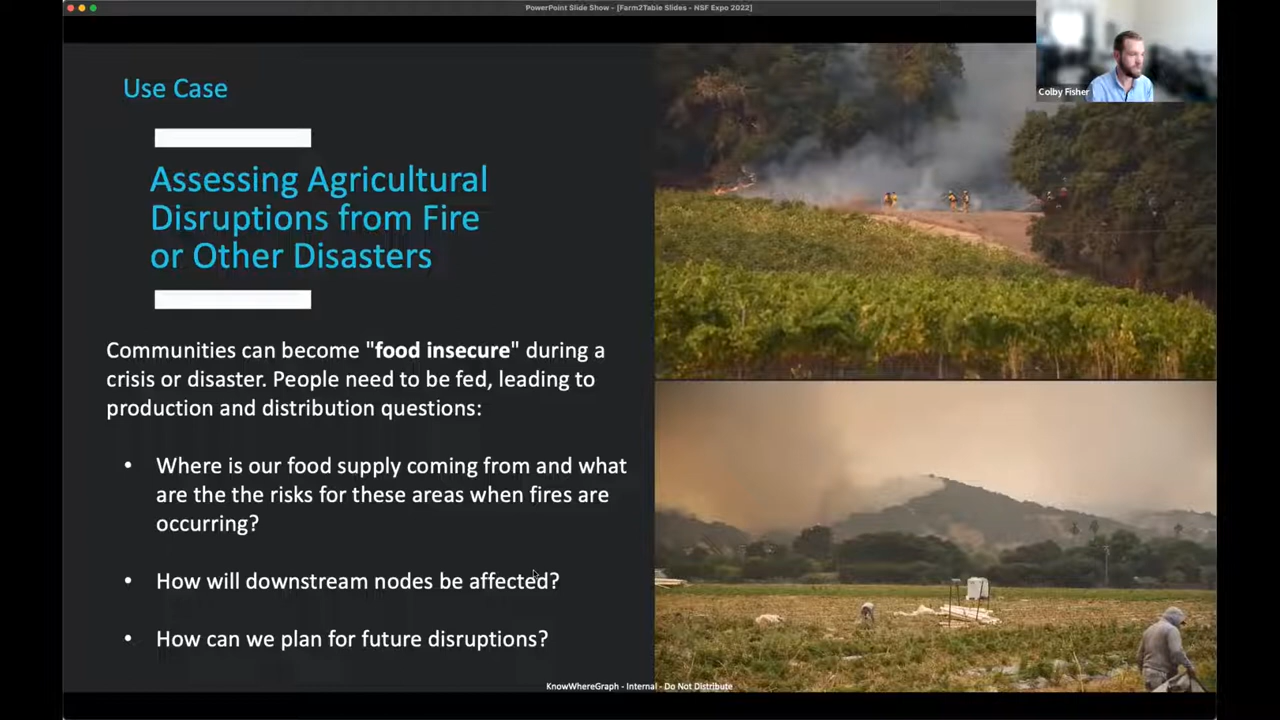 PowerPoint Slide Show - [Farm2Table Slides - NSF Expo 2022]
Colby Fisher
Use Case
Assessing Agricultural
Disruptions from Fire
or Other Disasters
Communities can become "food insecure" during a
crisis or disaster. People need to be fed, leading to
production and distribution questions:
• Where is our food supply coming from and what
are the the risks for these areas when fires are
occurring?
• How will downstream nodes be affected?
• How can we plan for future disruptions?
KnowWhereGraph - Internal - Do Not Distribute